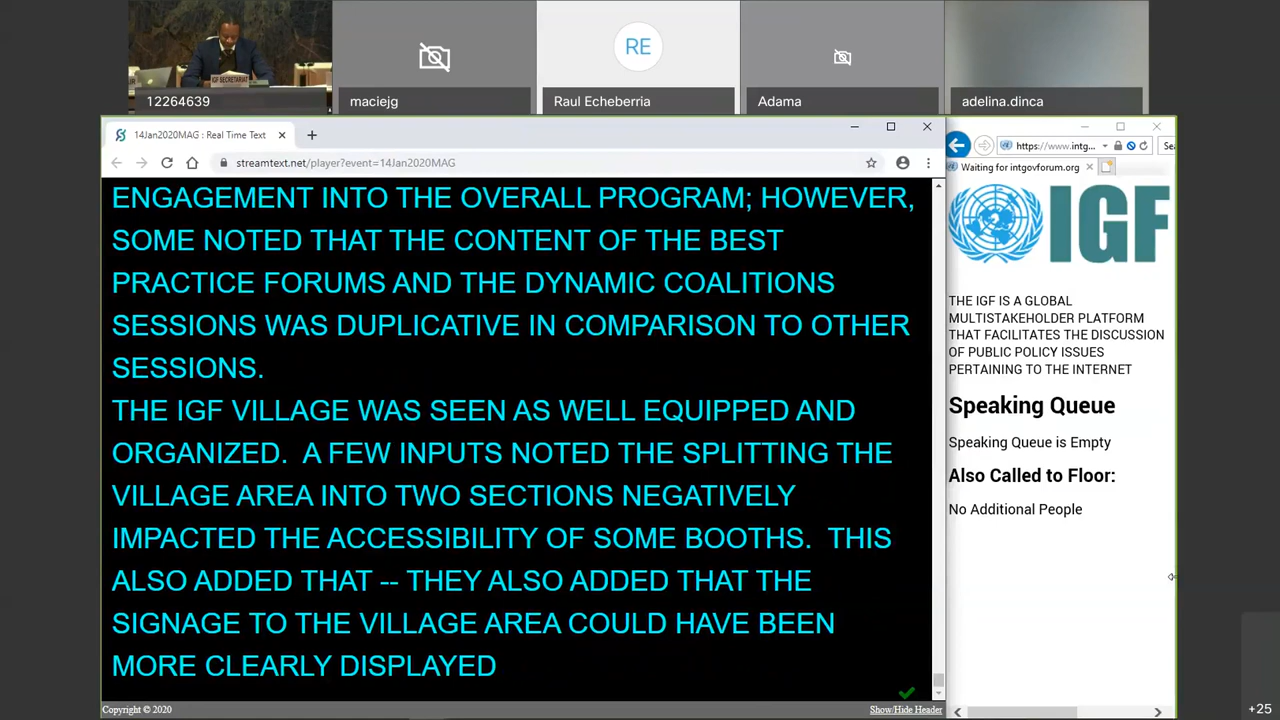 IGF SECRETARIAT
12264639
maciejg
RE
Raul Echeberria
Adama
adelina.dinca
14Jan2020MAG : Real Time Text
streamtext.net/player?event=14Jan2020MAG
ENGAGEMENT INTO THE OVERALL PROGRAM; HOWEVER,
SOME NOTED THAT THE CONTENT OF THE BEST
PRACTICE FORUMS AND THE DYNAMIC COALITIONS
SESSIONS WAS DUPLICATIVE IN COMPARISON TO OTHER
SESSIONS.
THE IGF VILLAGE WAS SEEN AS WELL EQUIPPED AND
ORGANIZED.  A FEW INPUTS NOTED THE SPLITTING THE
VILLAGE AREA INTO TWO SECTIONS NEGATIVELY
IMPACTED THE ACCESSIBILITY OF SOME BOOTHS.  THIS
ALSO ADDED THAT -- THEY ALSO ADDED THAT THE
SIGNAGE TO THE VILLAGE AREA COULD HAVE BEEN
MORE CLEARLY DISPLAYED
Copyright © 2020
Show/Hide Header
https://www.intg...
Sea
Waiting for intgovforum.org
IGF
THE IGF IS A GLOBAL
MULTISTAKEHOLDER PLATFORM
THAT FACILITATES THE DISCUSSION
OF PUBLIC POLICY ISSUES
PERTAINING TO THE INTERNET
Speaking Queue
Speaking Queue is Empty
Also Called to Floor:
No Additional People
+25